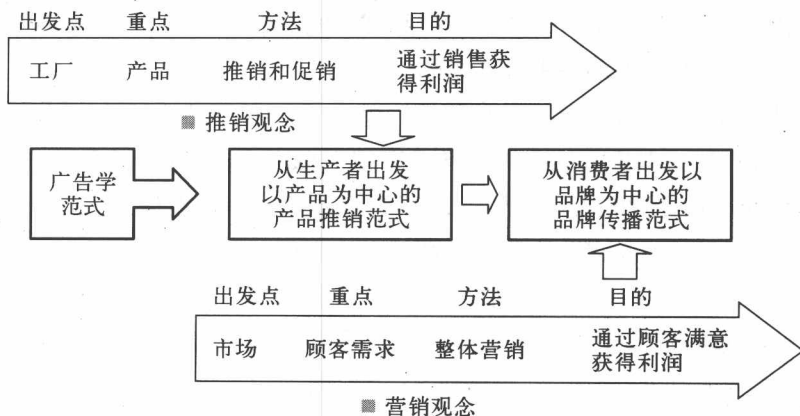 出发点 重点 方法 目的
工厂 产品 推销和促销 通过销售获
得利润
▩ 推销观念
广告学
范式
从生产者出发
以产品为中心的
产品推销范式
从消费者出发以
品牌为中心的
品牌传播范式
出发点 重点 方法 目的
市场 顾客需求 整体营销 通过顾客满意
获得利润
▩ 营销观念